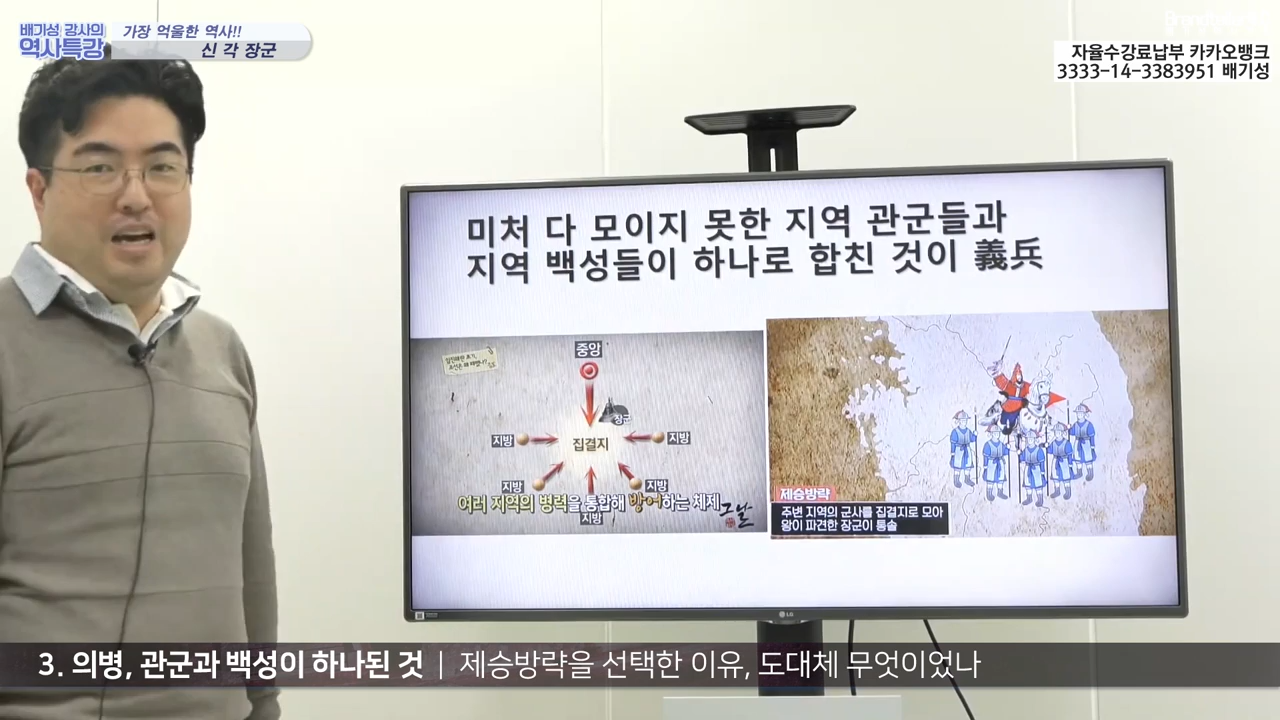 배기성 강사의
역사특강
가장 억울한 역사!!
신 각 장군
자율수강료납부 카카오뱅크
3333-14-3383951 배기성
미처 다 모이지 못한 지역 관군들과
지역 백성들이 하나로 합친 것이 義兵
중앙
장군
지방
집결지
지방
지방
지방
여러 지역의 병력을 통합해 방어하는 체제
지방
그날
제승방략
주변 지역의 군사를 집결지로 모아
왕이 파견한 장군이 통솔
LG
3. 의병, 관군과 백성이 하나된 것 | 제승방략을 선택한 이유, 도대체 무엇이었나